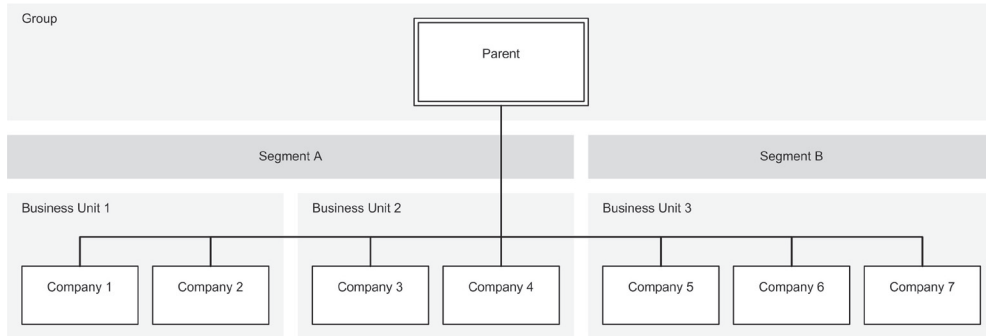 Group
Parent
Segment A
Segment B
Business Unit 1
Business Unit 2
Business Unit 3
Company 1
Company 2
Company 3
Company 4
Company 5
Company 6
Company 7